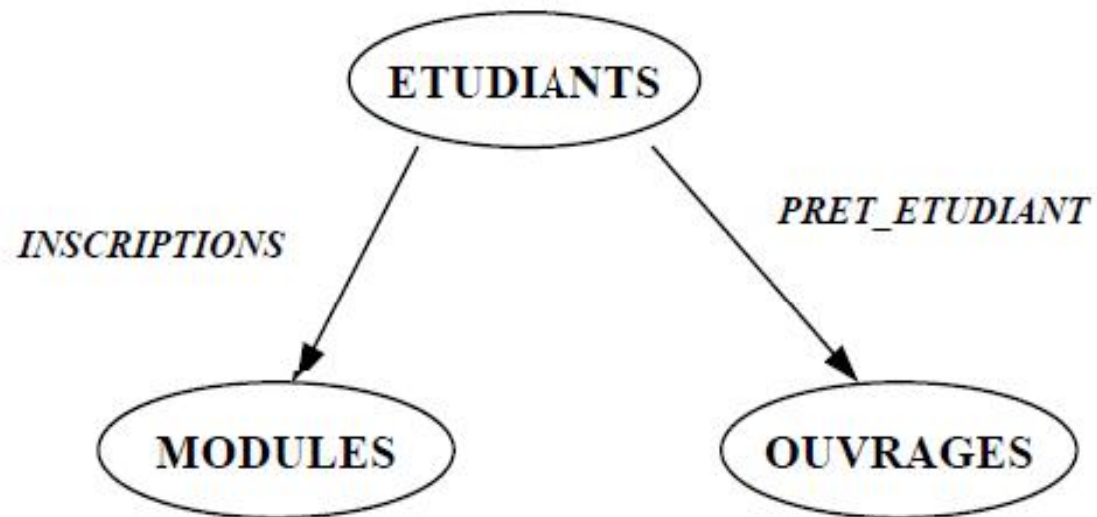 ETUDIANTS
PRET_ETUDIANT
INSCRIPTIONS
MODULES
OUVRAGES